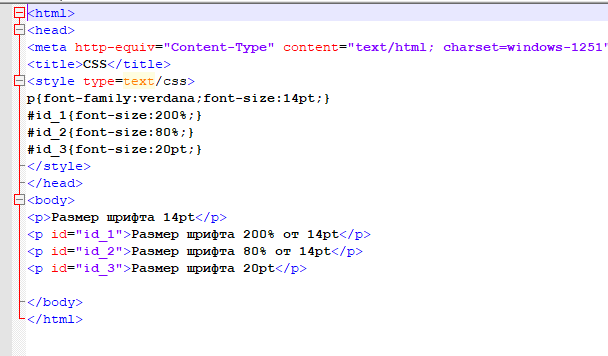 <html>
<head>
<meta http-equiv="Content-Type" content="text/html; charset=windows-1251"
<title>CSS</title>
<style type=text/css>
p{font-family:verdana;font-size:14pt;}
#id_1{font-size:200%;}
#id_2{font-size:80%;}
#id_3{font-size:20pt;}
</style>
</head>
<body>
<p>Размер шрифта 14pt</p>
<p id="id_1">Размер шрифта 200% от 14pt</p>
<p id="id_2">Размер шрифта 80% от 14pt</p>
<p id="id_3">Размер шрифта 20pt</p>
</body>
</html>